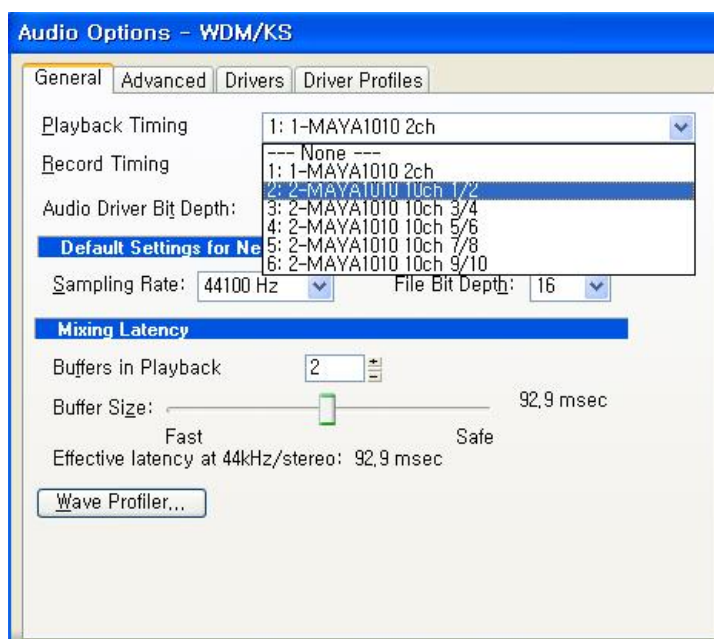 Audio Options - WDM/KS
General Advanced Drivers Driver Profiles
Playback Timing 1: 1-MAYA1010 2ch
--- None ---
Record Timing
1: 1-MAYA1010 2ch
2: 2-MAYA1010 10ch 1/2
Audio Driver Bit Depth:
3: 2-MAYA1010 10ch 3/4
4: 2-MAYA1010 10ch 5/6
Default Settings for Ne
5: 2-MAYA1010 10ch 7/8
6: 2-MAYA1010 10ch 9/10
Sampling Rate: 44100 Hz File Bit Depth: 16
Mixing Latency
Buffers in Playback 2
Buffer Size: 92,9 msec
Fast Safe
Effective latency at 44kHz/stereo: 92,9 msec
Wave Profiler,,,